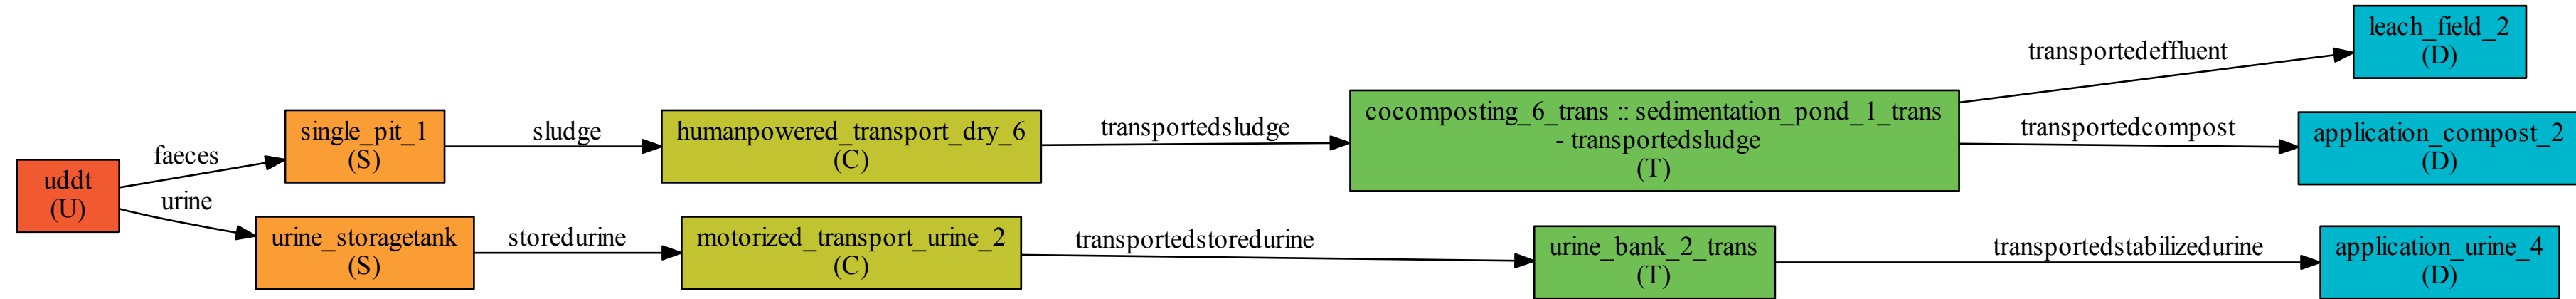 uddt
(U)
faeces
urine
single_pit_1
(S)
urine_storagetank
(S)
sludge
storedurine
humanpowered_transport_dry_6
(C)
motorized_transport_urine_2
(C)
transportedsludge
transportedstoredurine
cocomposting_6_trans :: sedimentation_pond_1_trans
- transportedsludge
(T)
urine_bank_2_trans
(T)
transportedeffluent
transportedcompost
transportedstabilizedurine
leach_field_2
(D)
application_compost_2
(D)
application_urine_4
(D)